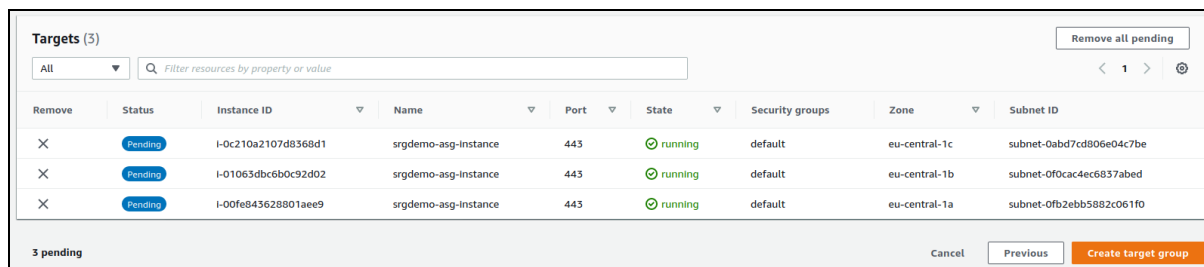 Targets (3)
Remove all pending
All
Filter resources by property or value
1
Remove Status Instance ID Name Port State Security groups Zone Subnet ID
Pending i-0c210a2107d8368d1 srgdemo-asg-instance 443 running default eu-central-1c subnet-0abd7cd806e04c7be
Pending i-01063dbc6b0c92d02 srgdemo-asg-instance 443 running default eu-central-1b subnet-0f0cac4ec6837abed
Pending i-00fe843628801aee9 srgdemo-asg-instance 443 running default eu-central-1a subnet-0fb2ebb5882c061f0
3 pending Cancel Previous Create target group